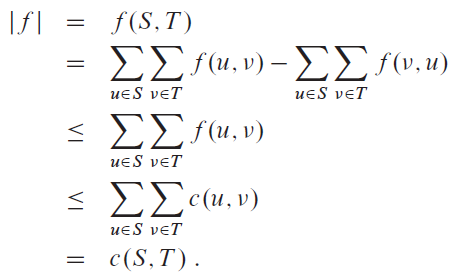 |f| = f(S, T)
= ∑_{u∈S} ∑_{v∈T} f(u, v) − ∑_{u∈S} ∑_{v∈T} f(v, u)
≤ ∑_{u∈S} ∑_{v∈T} f(u, v)
≤ ∑_{u∈S} ∑_{v∈T} c(u, v)
= c(S, T) .